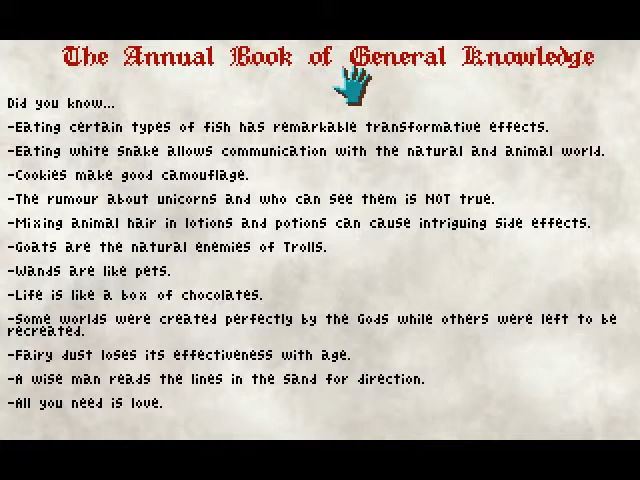 The Annual Book of General Knowledge
Did you know...
-Eating certain types of fish has remarkable transformative effects.
-Eating white snake allows communication with the natural and animal world.
-Cookies make good camouflage.
-The rumour about unicorns and who can see them is NOT true.
-Mixing animal hair in lotions and potions can cause intriguing side effects.
-Goats are the natural enemies of Trolls.
-Wands are like pets.
-Life is like a box of chocolates.
-Some worlds were created perfectly by the Gods while others were left to be
recreated.
-Fairy dust loses its effectiveness with age.
-A wise man reads the lines in the sand for direction.
-All you need is love.